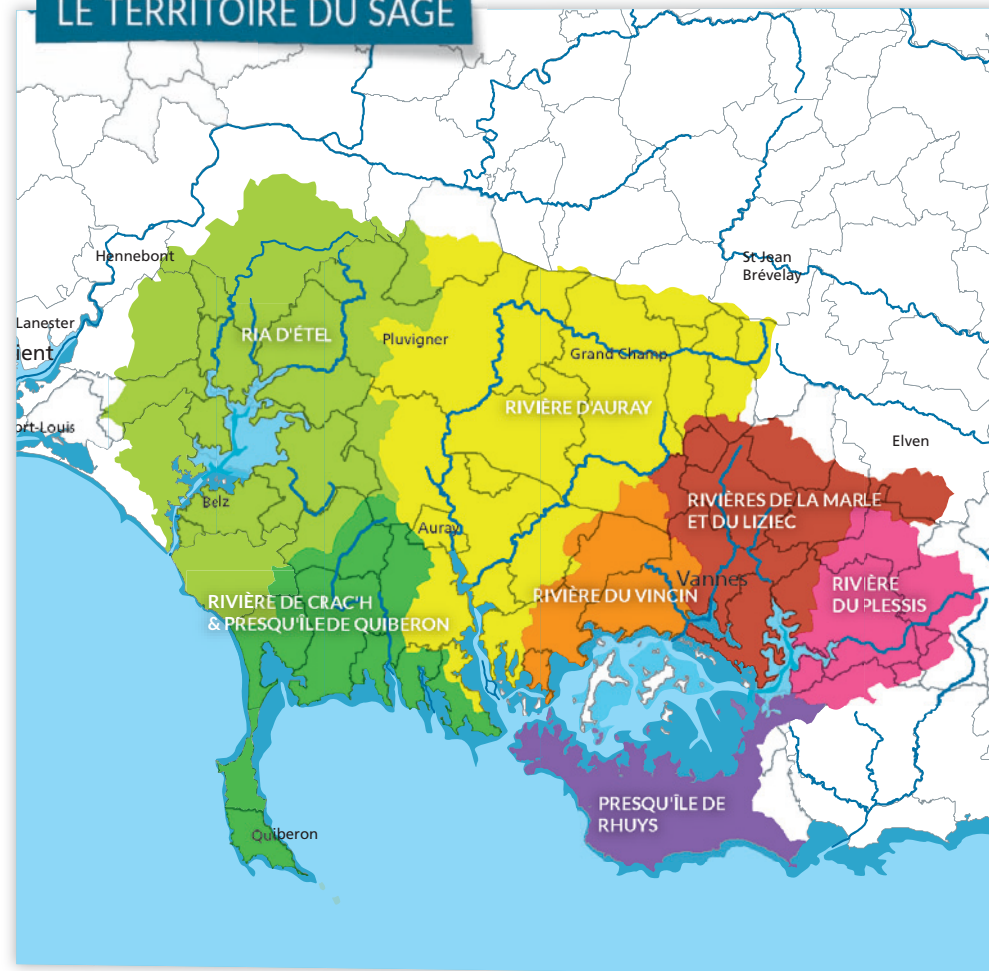 LE TERRITOIRE DU SAGE
Hennebont
St Jean
Brévelay
Lanester
ient
RIA D'ÉTEL
Pluvigner
Grand Champ
RIVIÈRE D'AURAY
ort-Louis
Elven
Belz
RIVIÈRES DE LA MARLE
ET DU LIZIEC
Auray
Vannes
RIVIÈRE
DU PLESSIS
RIVIÈRE DU VINCIN
RIVIÈRE DE CRAC'H
& PRESQU'ÎLE DE QUIBERON
PRESQU'ÎLE DE
RHUYS
Quiberon